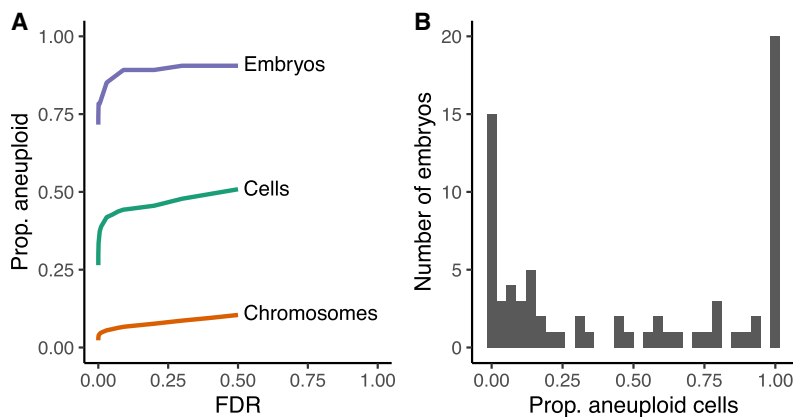 A
Prop. aneuploid
1.00
0.75
0.50
0.25
0.00
Embryos
Cells
Chromosomes
0.00 0.25 0.50 0.75 1.00
FDR
B
Number of embryos
20
15
10
5
0
0.00 0.25 0.50 0.75 1.00
Prop. aneuploid cells